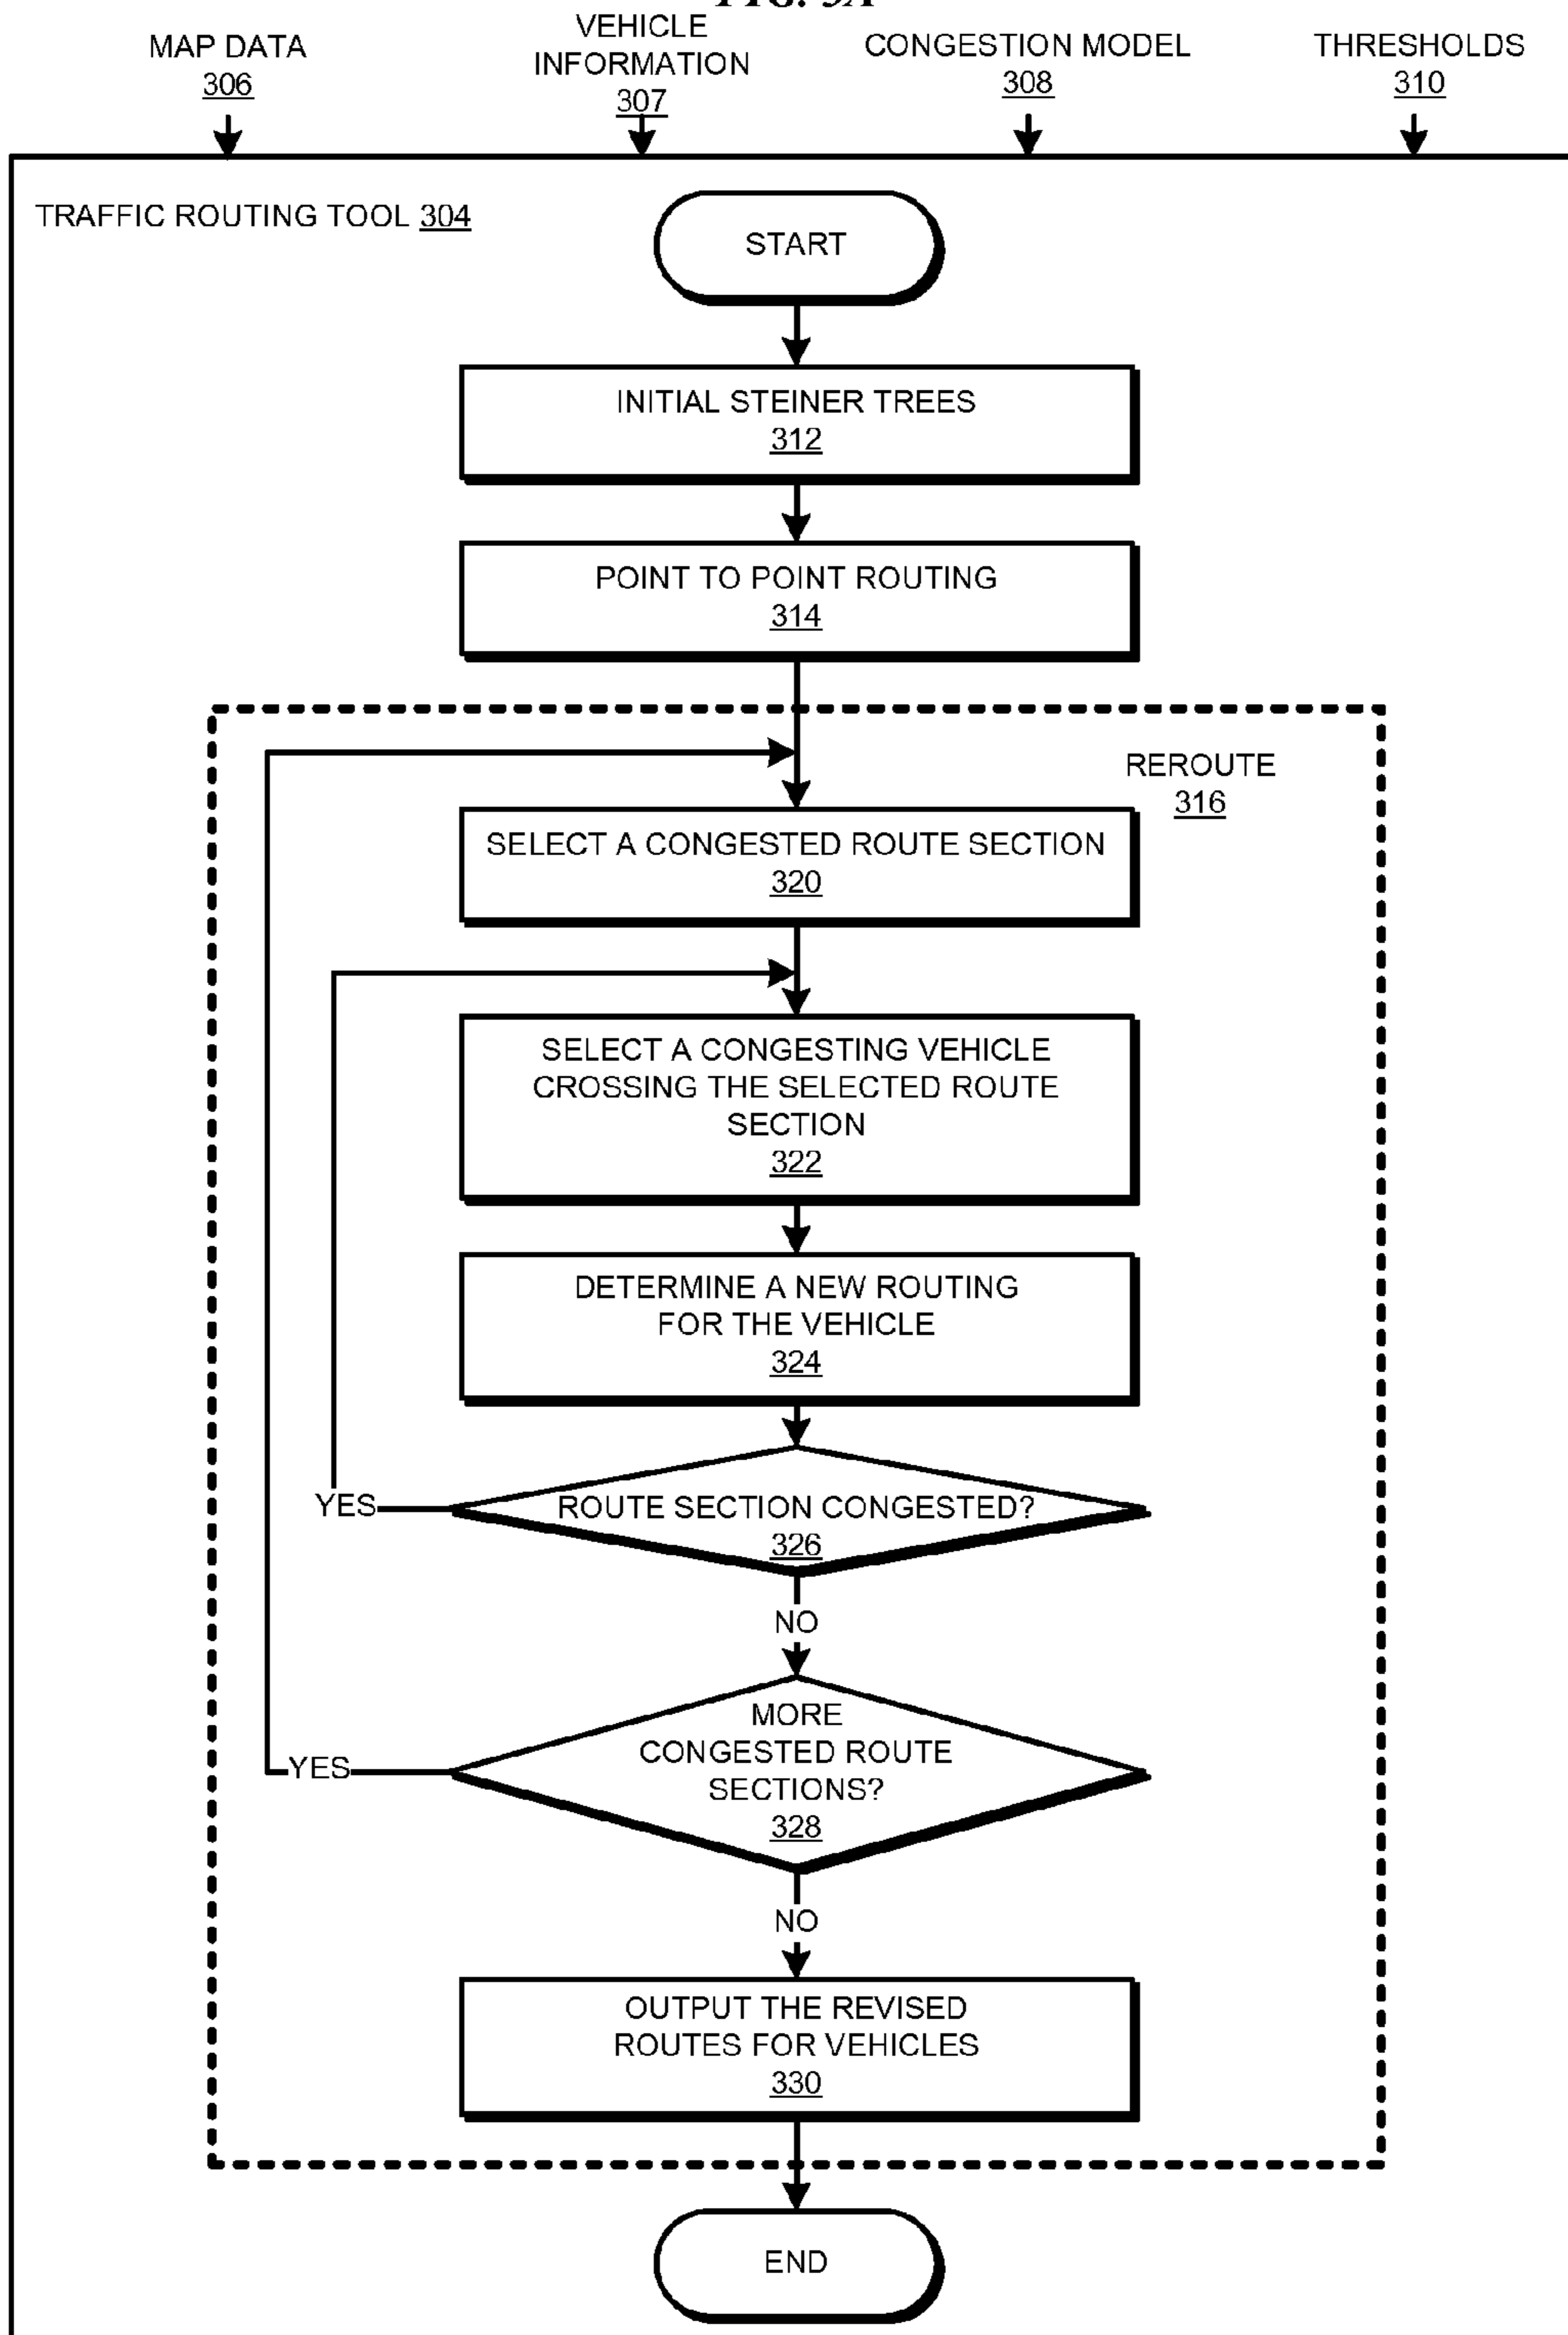 MAP DATA
306
VEHICLE
INFORMATION
307
CONGESTION MODEL
308
THRESHOLDS
310
TRAFFIC ROUTING TOOL 304
START
INITIAL STEINER TREES
312
POINT TO POINT ROUTING
314
REROUTE
316
SELECT A CONGESTED ROUTE SECTION
320
SELECT A CONGESTING VEHICLE
CROSSING THE SELECTED ROUTE
SECTION
322
DETERMINE A NEW ROUTING
FOR THE VEHICLE
324
YES
ROUTE SECTION CONGESTED?
326
NO
YES
MORE
CONGESTED ROUTE
SECTIONS?
328
NO
OUTPUT THE REVISED
ROUTES FOR VEHICLES
330
END